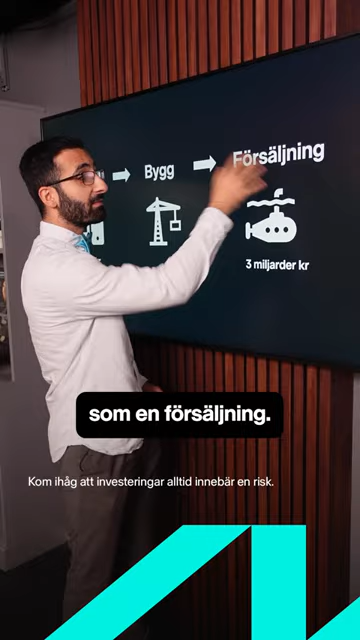 Bygg
Försäljning
3 miljarder kr
som en försäljning.
Kom ihåg att investeringar alltid innebär en risk.